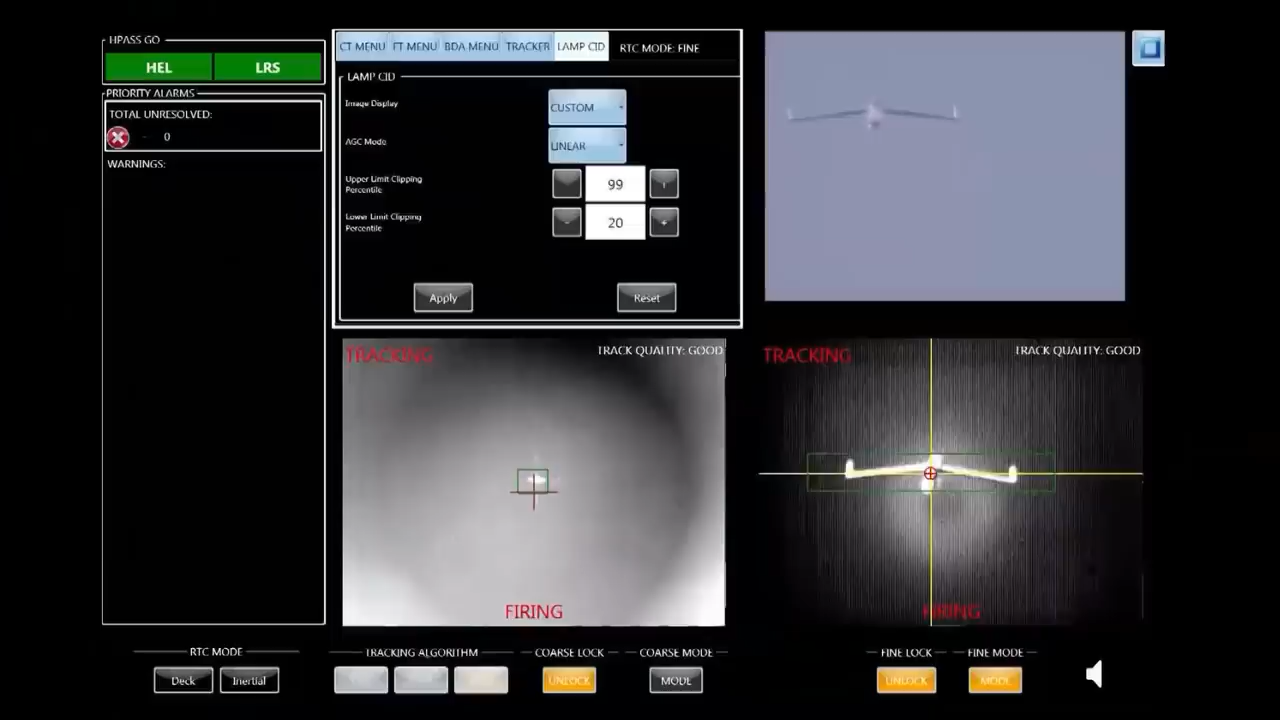 HPASS GO
HEL
LRS
PRIORITY ALARMS
TOTAL UNRESOLVED:
- 0
WARNINGS:
CT MENU
FT MENU
BDA MENU
TRACKER
LAMP CID
RTC MODE: FINE
LAMP CID
Image Display
CUSTOM
AGC Mode
LINEAR
Upper Limit Clipping
Percentile
99
Lower Limit Clipping
Percentile
- 20 +
Apply
Reset
TRACKING
TRACK QUALITY: GOOD
FIRING
TRACKING
TRACK QUALITY: GOOD
FIRING
RTC MODE
Deck
Inertial
TRACKING ALGORITHM
COARSE LOCK
UNLOCK
COARSE MODE
MODE
FINE LOCK
UNLOCK
FINE MODE
MODE